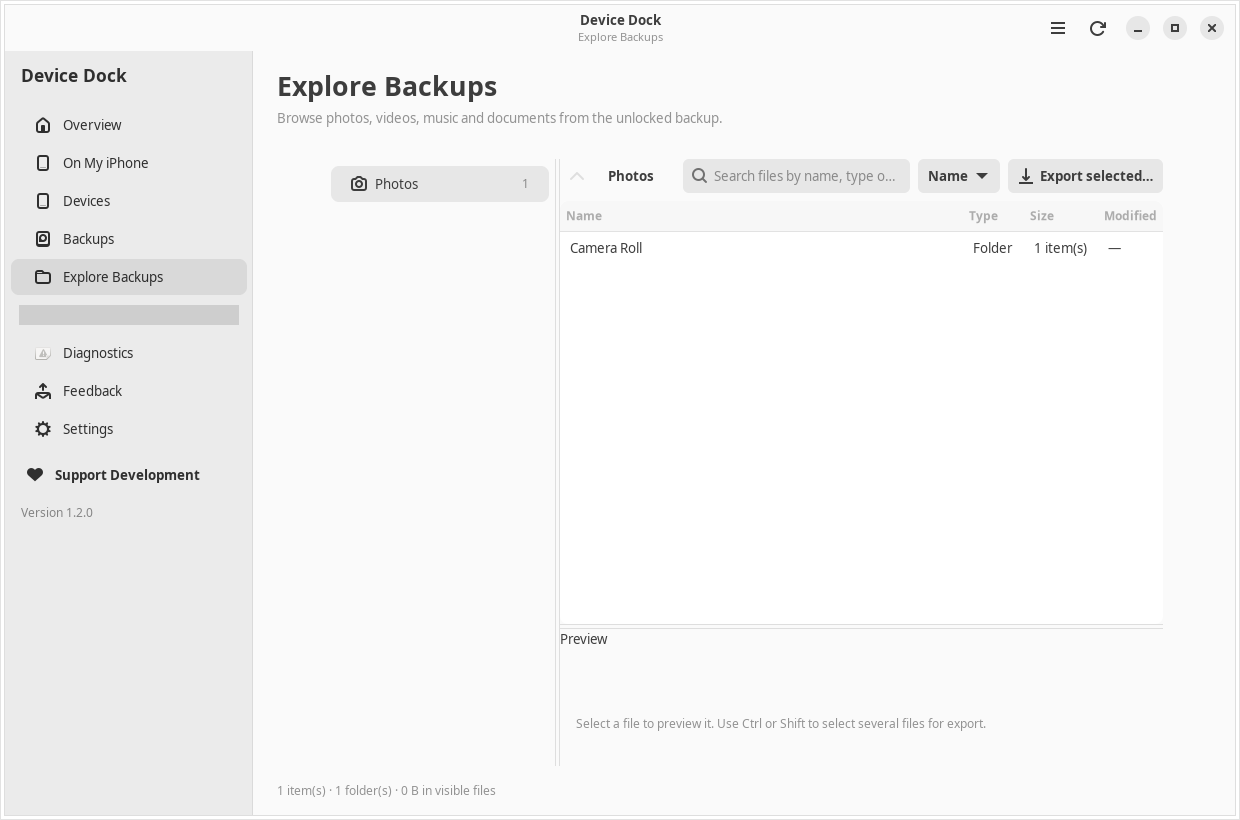 Device Dock
Explore Backups
Device Dock
Overview
On My iPhone
Devices
Backups
Explore Backups
Diagnostics
Feedback
Settings
Support Development
Version 1.2.0
Explore Backups
Browse photos, videos, music and documents from the unlocked backup.
Photos 1
Photos
Search files by name, type o...
Name
Export selected...
Name Type Size Modified
Camera Roll Folder 1 item(s) —
Preview
Select a file to preview it. Use Ctrl or Shift to select several files for export.
1 item(s) · 1 folder(s) · 0 B in visible files